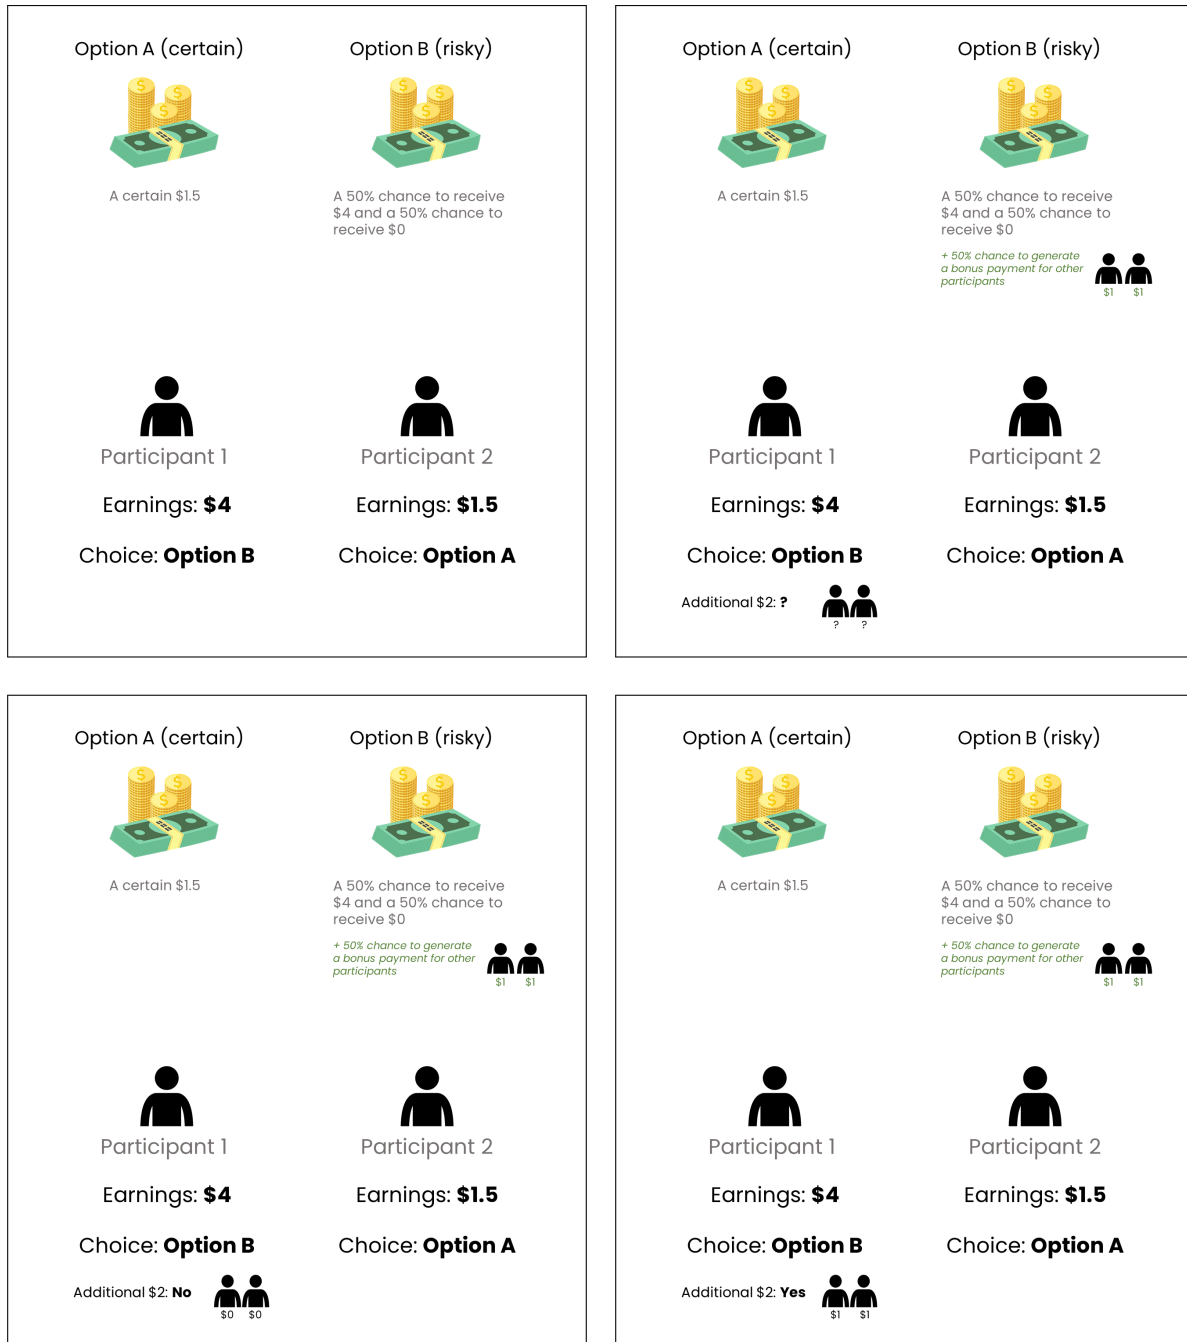 Option A (certain) Option B (risky)
A certain $1.5
A 50% chance to receive
$4 and a 50% chance to
receive $0
Participant 1 Participant 2
Earnings: $4 Earnings: $1.5
Choice: Option B Choice: Option A
Option A (certain) Option B (risky)
A certain $1.5
A 50% chance to receive
$4 and a 50% chance to
receive $0
+ 50% chance to generate
a bonus payment for other
participants
$1 $1
Participant 1 Participant 2
Earnings: $4 Earnings: $1.5
Choice: Option B Choice: Option A
Additional $2: ?
? ?
Option A (certain) Option B (risky)
A certain $1.5
A 50% chance to receive
$4 and a 50% chance to
receive $0
+ 50% chance to generate
a bonus payment for other
participants
$1 $1
Participant 1 Participant 2
Earnings: $4 Earnings: $1.5
Choice: Option B Choice: Option A
Additional $2: No
$0 $0
Option A (certain) Option B (risky)
A certain $1.5
A 50% chance to receive
$4 and a 50% chance to
receive $0
+ 50% chance to generate
a bonus payment for other
participants
$1 $1
Participant 1 Participant 2
Earnings: $4 Earnings: $1.5
Choice: Option B Choice: Option A
Additional $2: Yes
$1 $1